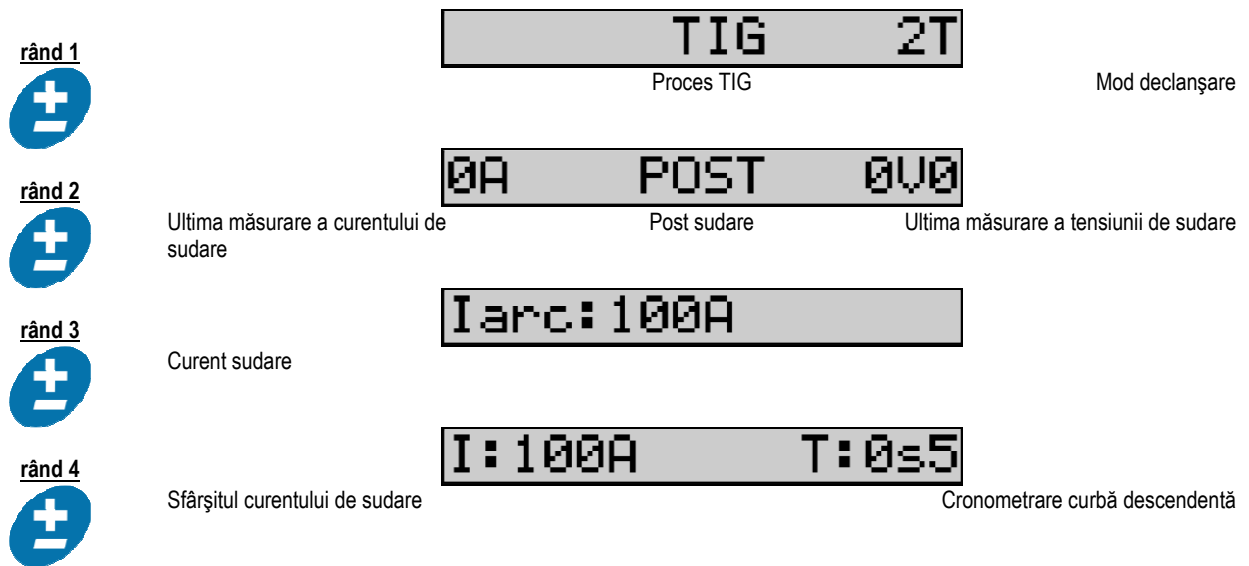 rând 1
TIG 2T
Proces TIG Mod declanşare
rând 2
0A POST 0V0
Ultima măsurare a curentului de
sudare
Post sudare
Ultima măsurare a tensiunii de sudare
rând 3
Iarc:100A
Curent sudare
rând 4
I:100A T:0s5
Sfârşitul curentului de sudare Cronometrare curbă descendentă